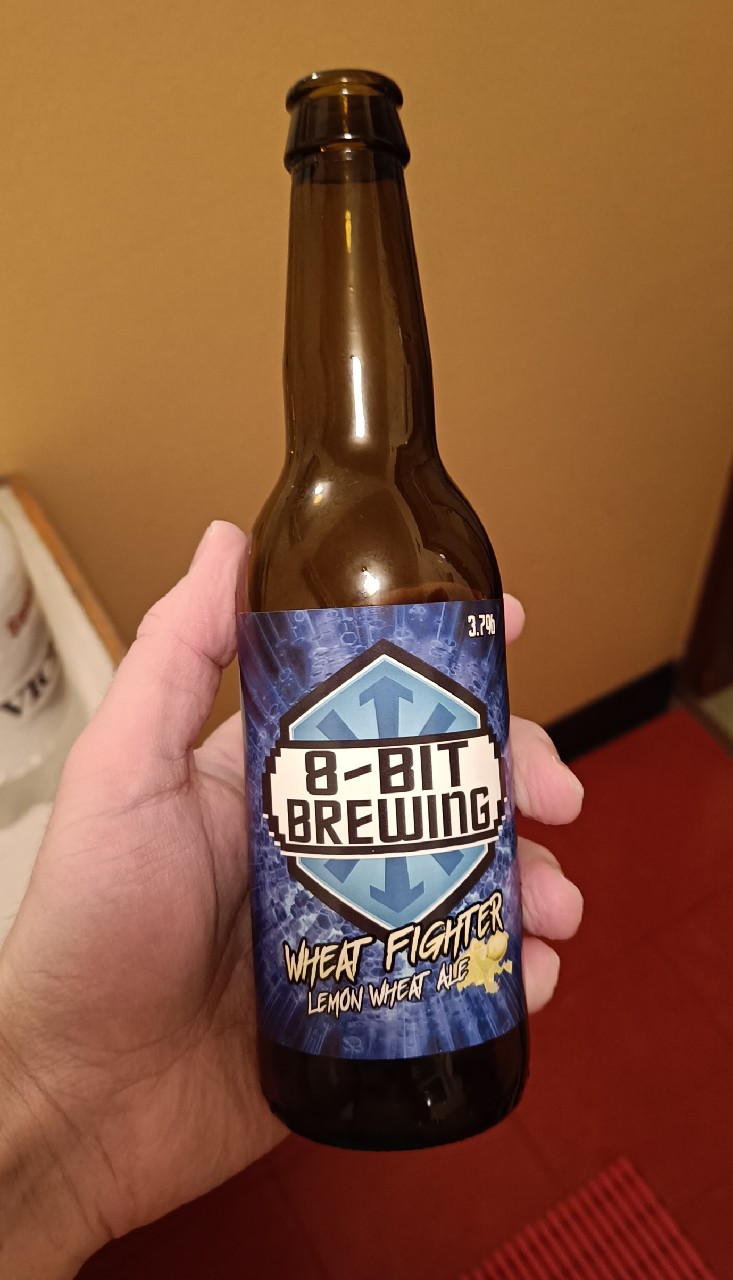 3.7%
8-BIT
BREWING
WHEAT FIGHTER
LEMON WHEAT ALE